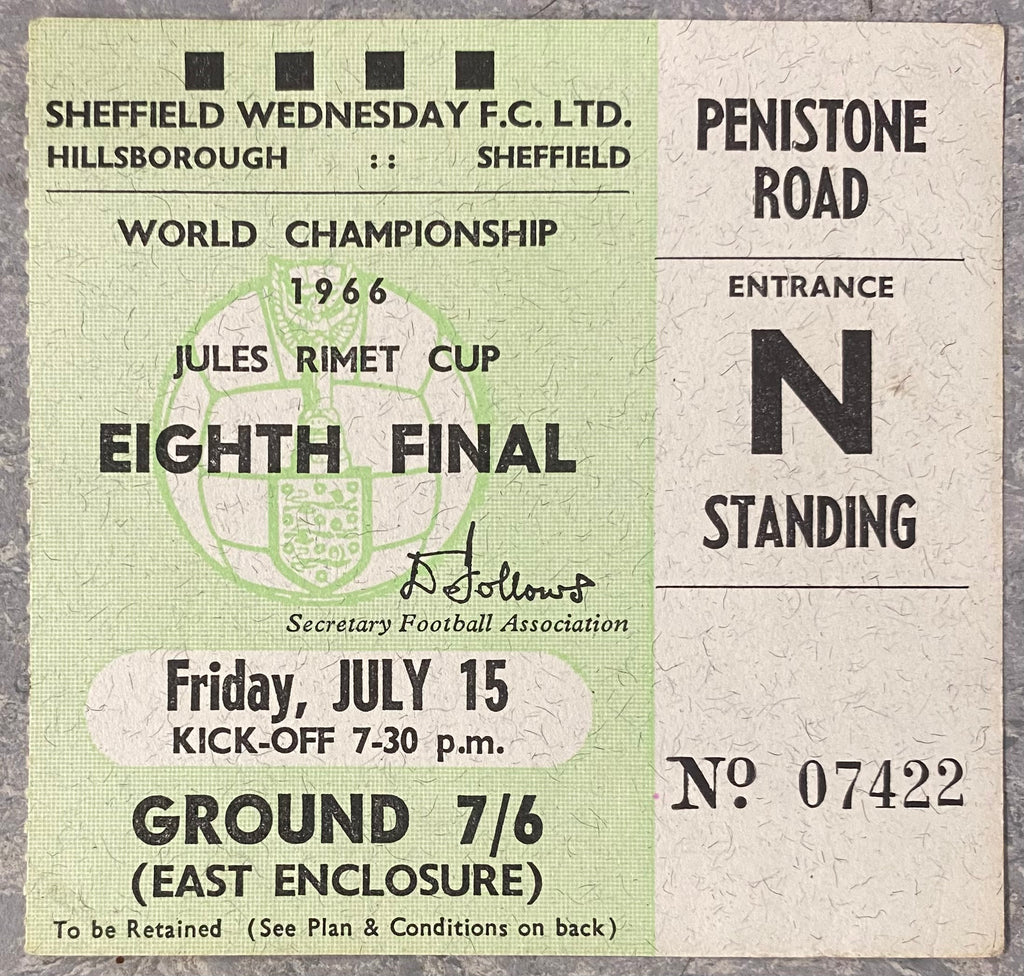 SHEFFIELD WEDNESDAY F.C. LTD.
HILLSBOROUGH :: SHEFFIELD
WORLD CHAMPIONSHIP
1966
JULES RIMET CUP
EIGHTH FINAL
D Follows
Secretary Football Association
Friday, JULY 15
KICK-OFF 7-30 p.m.
GROUND 7/6
(EAST ENCLOSURE)
To be Retained (See Plan & Conditions on back)
PENISTONE
ROAD
ENTRANCE
N
STANDING
Nº 07422